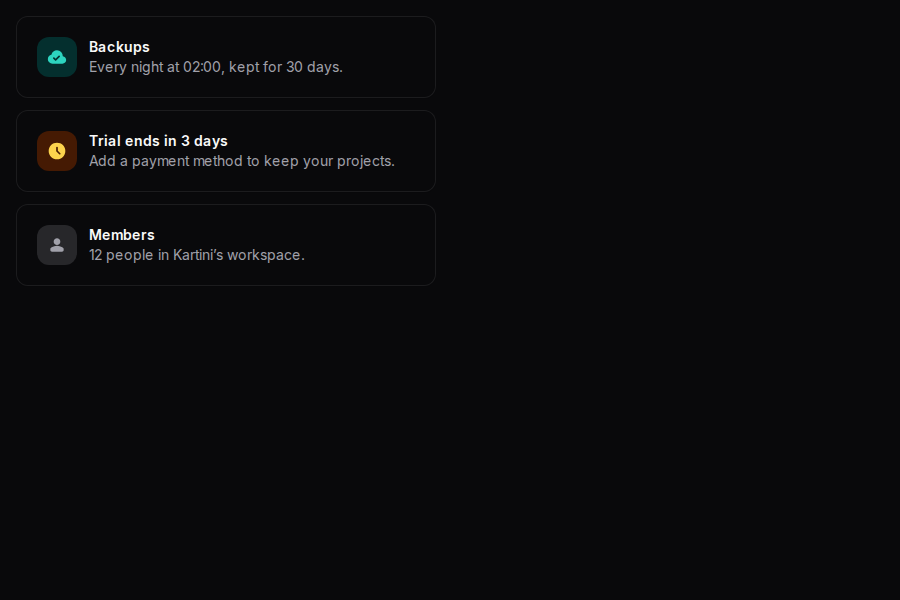 Backups
Every night at 02:00, kept for 30 days.
Trial ends in 3 days
Add a payment method to keep your projects.
Members
12 people in Kartini’s workspace.